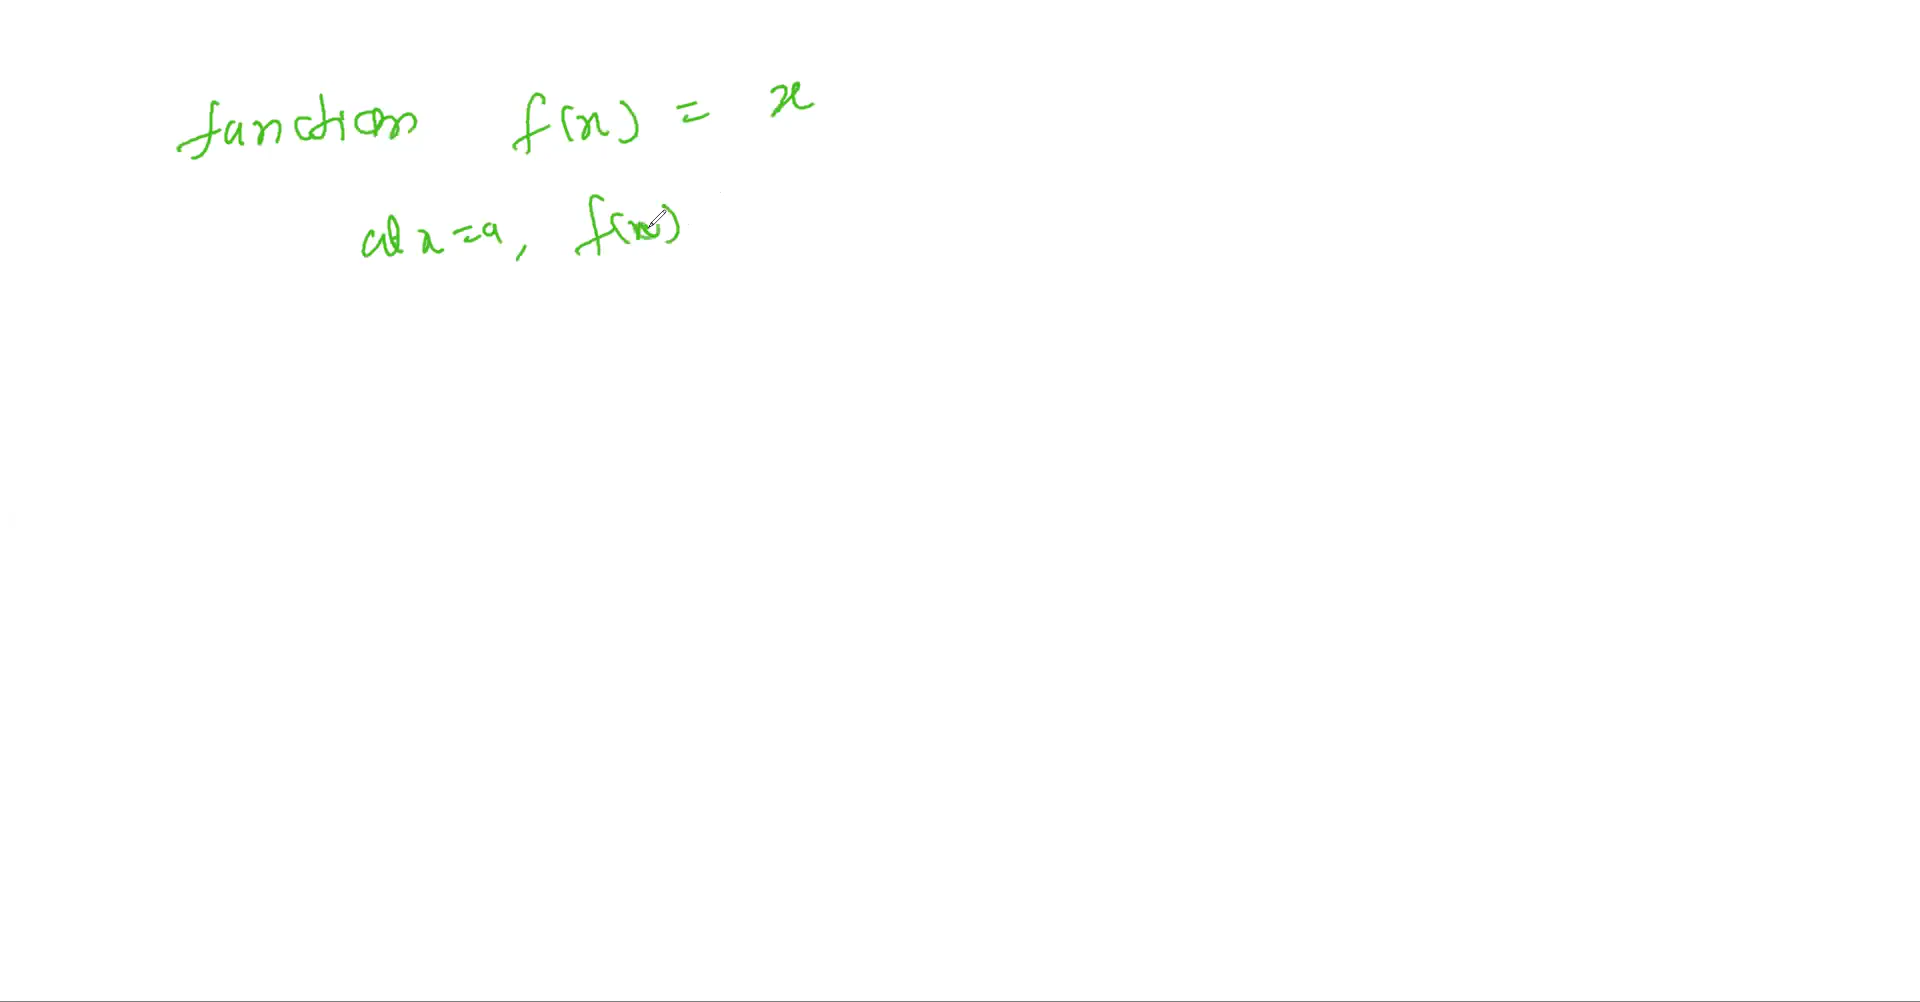 function f(x) = x
at x=a, f(x)